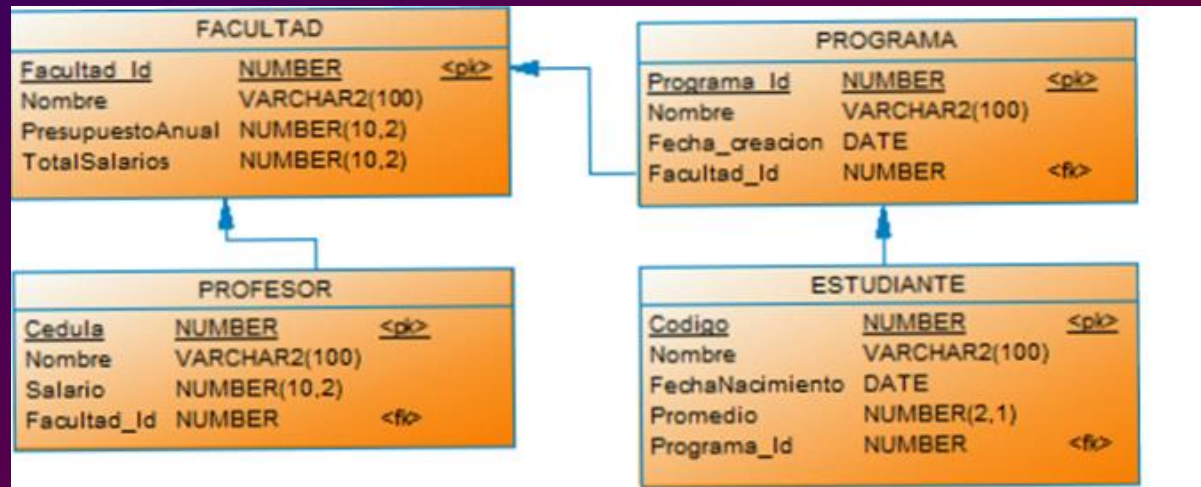 FACULTAD
Facultad_Id NUMBER <pk>
Nombre VARCHAR2(100)
PresupuestoAnual NUMBER(10,2)
TotalSalarios NUMBER(10,2)
PROGRAMA
Programa_Id NUMBER <pk>
Nombre VARCHAR2(100)
Fecha_creacion DATE
Facultad_Id NUMBER <fk>
PROFESOR
Cedula NUMBER <pk>
Nombre VARCHAR2(100)
Salario NUMBER(10,2)
Facultad_Id NUMBER <fk>
ESTUDIANTE
Codigo NUMBER <pk>
Nombre VARCHAR2(100)
FechaNacimiento DATE
Promedio NUMBER(2,1)
Programa_Id NUMBER <fk>